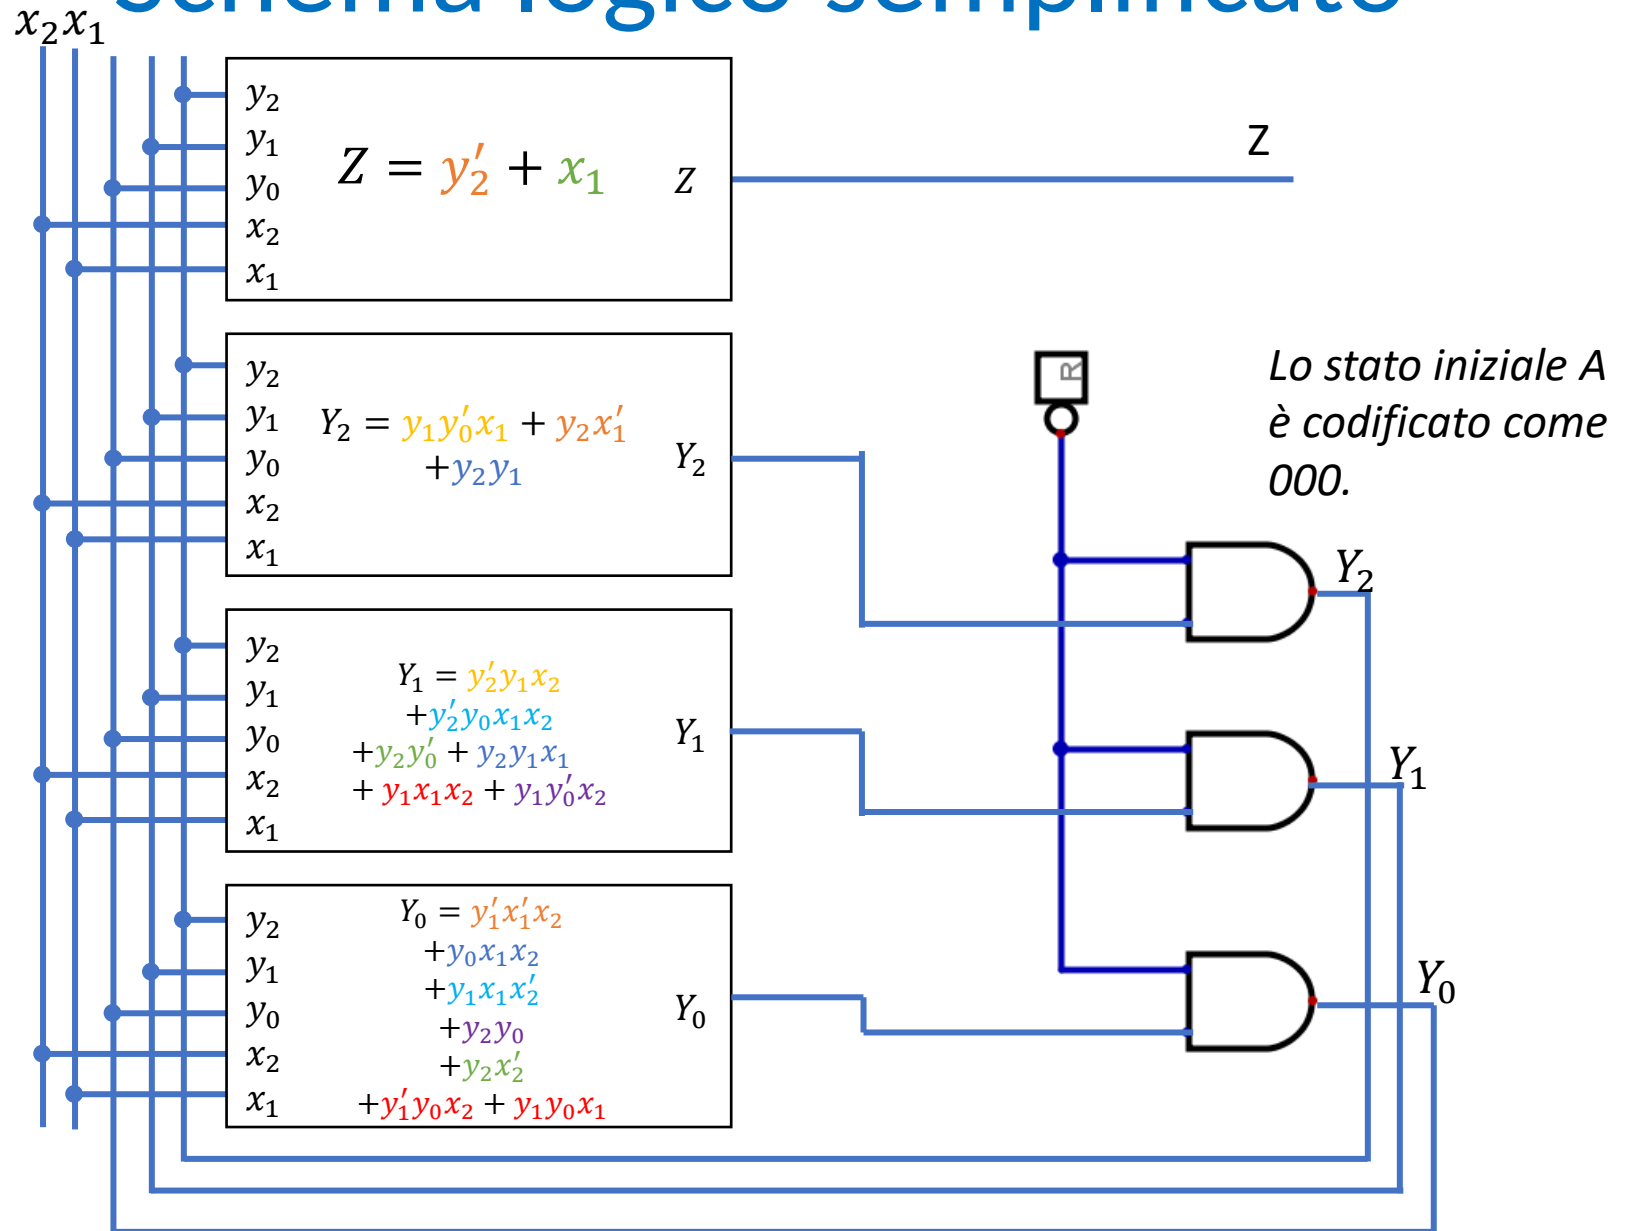 Schema logico semplificato
x₂x₁
y₂
y₁
y₀
x₂
x₁
Z = y₂′ + x₁
Z
Z
y₂
y₁
y₀
x₂
x₁
Y₂ = y₁y₀′x₁ + y₂x₁′
+y₂y₁
Y₂
R
Lo stato iniziale A
è codificato come
000.
Y₂
y₂
y₁
y₀
x₂
x₁
Y₁ = y₂′y₁x₂
+y₂′y₀x₁x₂
+y₂y₀′ + y₂y₁x₁
+ y₁x₁x₂ + y₁y₀′x₂
Y₁
Y₁
y₂
y₁
y₀
x₂
x₁
Y₀ = y₁′x₁′x₂
+y₀x₁x₂
+y₁x₁x₂′
+y₂y₀
+y₂x₂′
+y₁′y₀x₂ + y₁y₀x₁
Y₀
Y₀